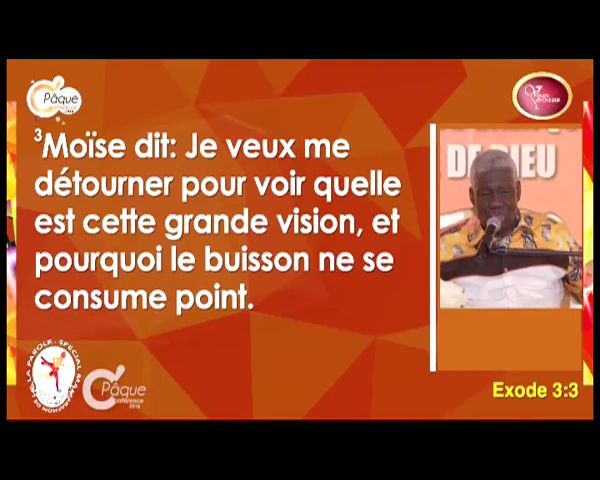 Pâque
³Moïse dit: Je veux me
détourner pour voir quelle
est cette grande vision, et
pourquoi le buisson ne se
consume point.
DE DIEU
Pâque
Conférence
Exode 3:3